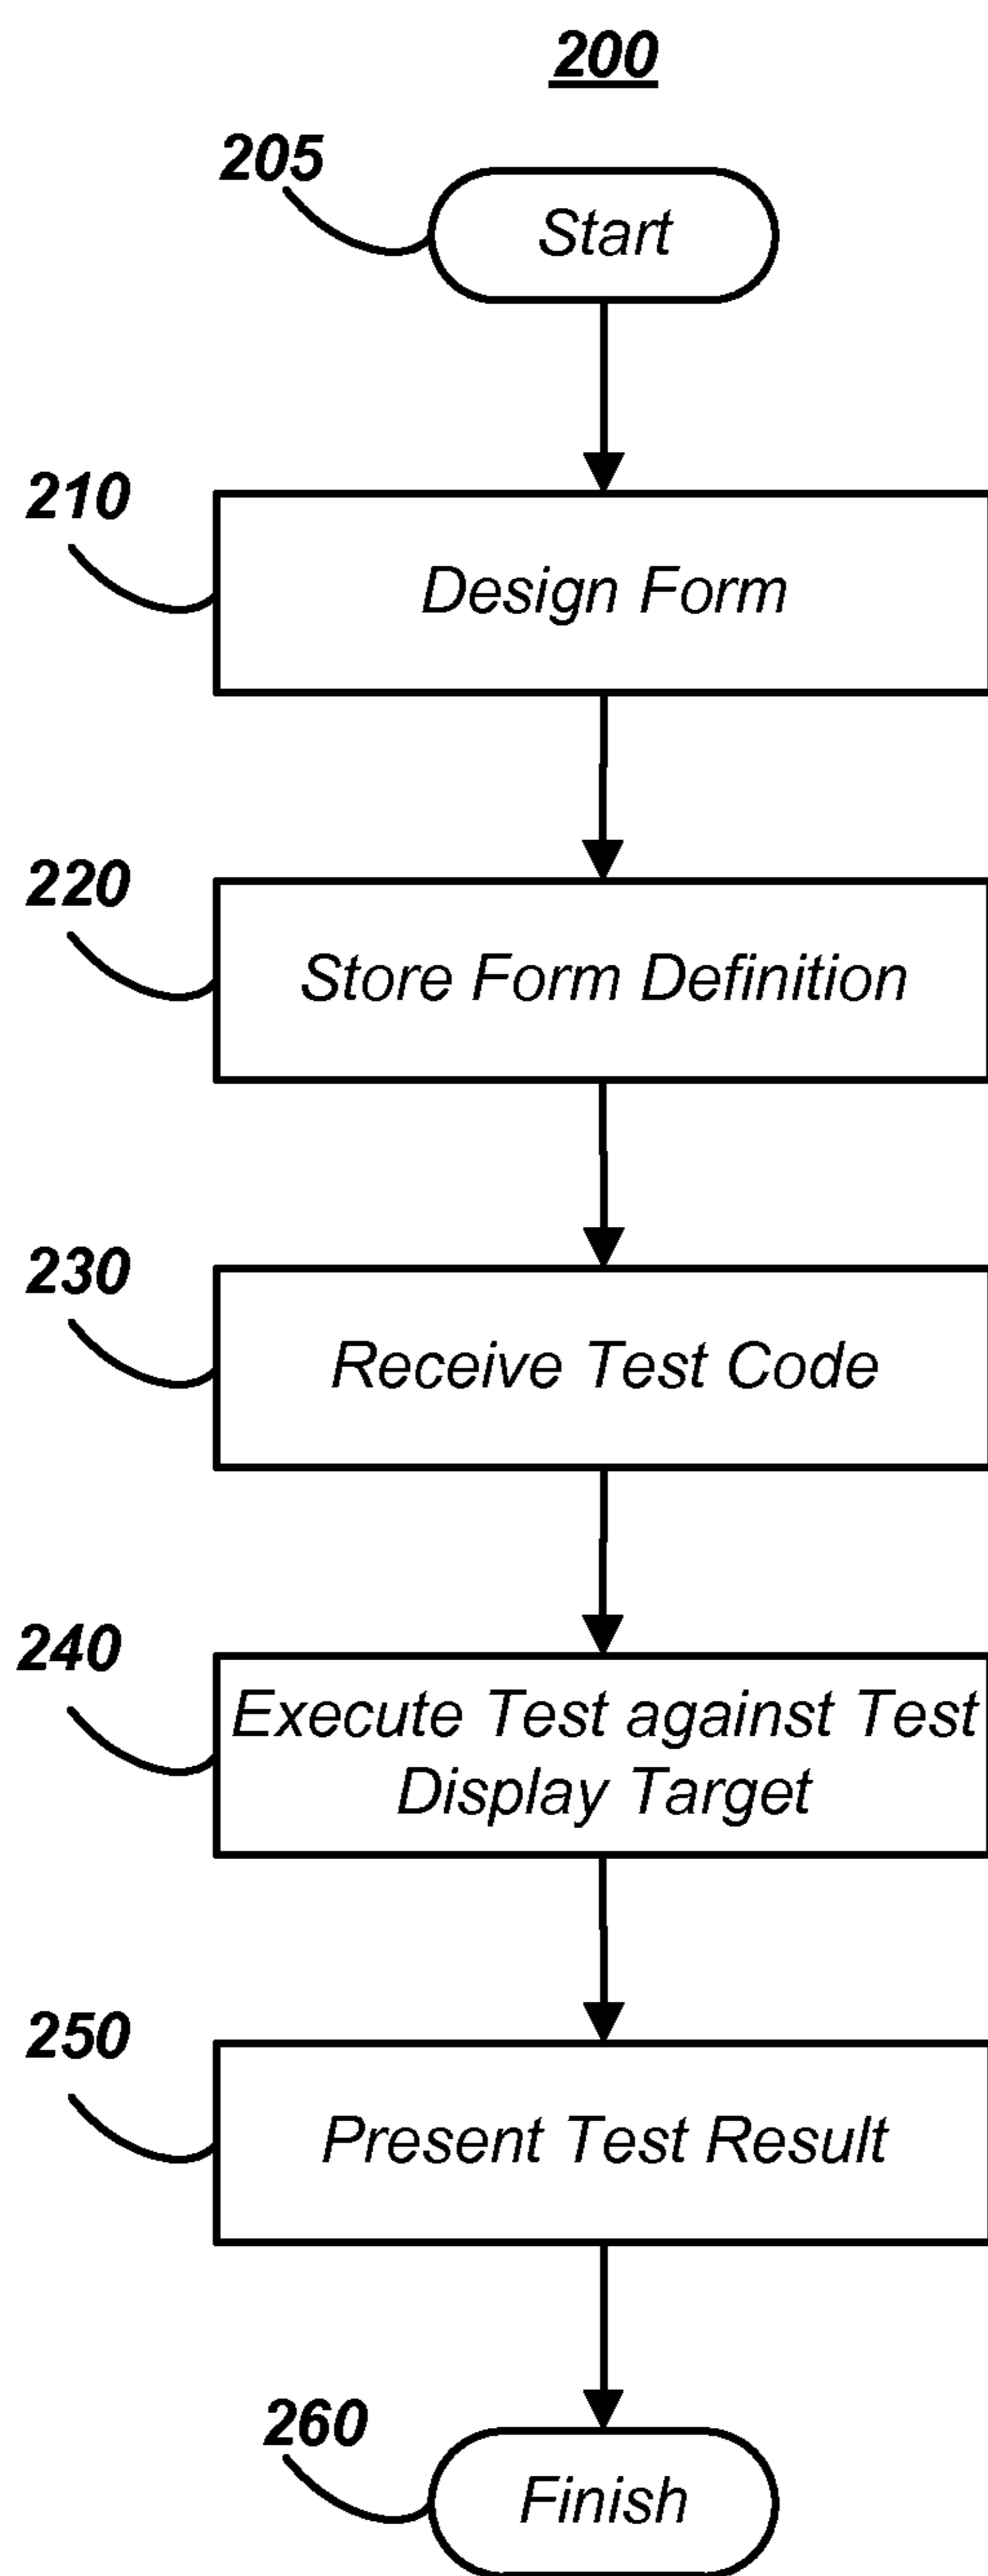 200
205
Start
210
Design Form
220
Store Form Definition
230
Receive Test Code
240
Execute Test against Test
Display Target
250
Present Test Result
260
Finish